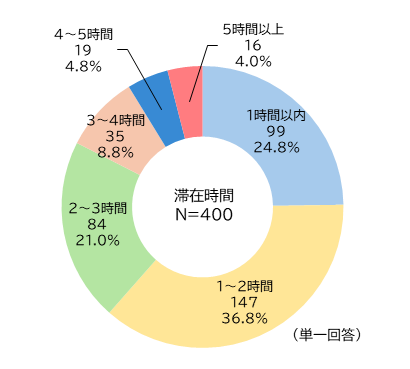 5時間以上
16
4.0%
4～5時間
19
4.8%
3～4時間
35
8.8%
1時間以内
99
24.8%
滞在時間
N=400
2～3時間
84
21.0%
1～2時間
147
36.8%
（単一回答）